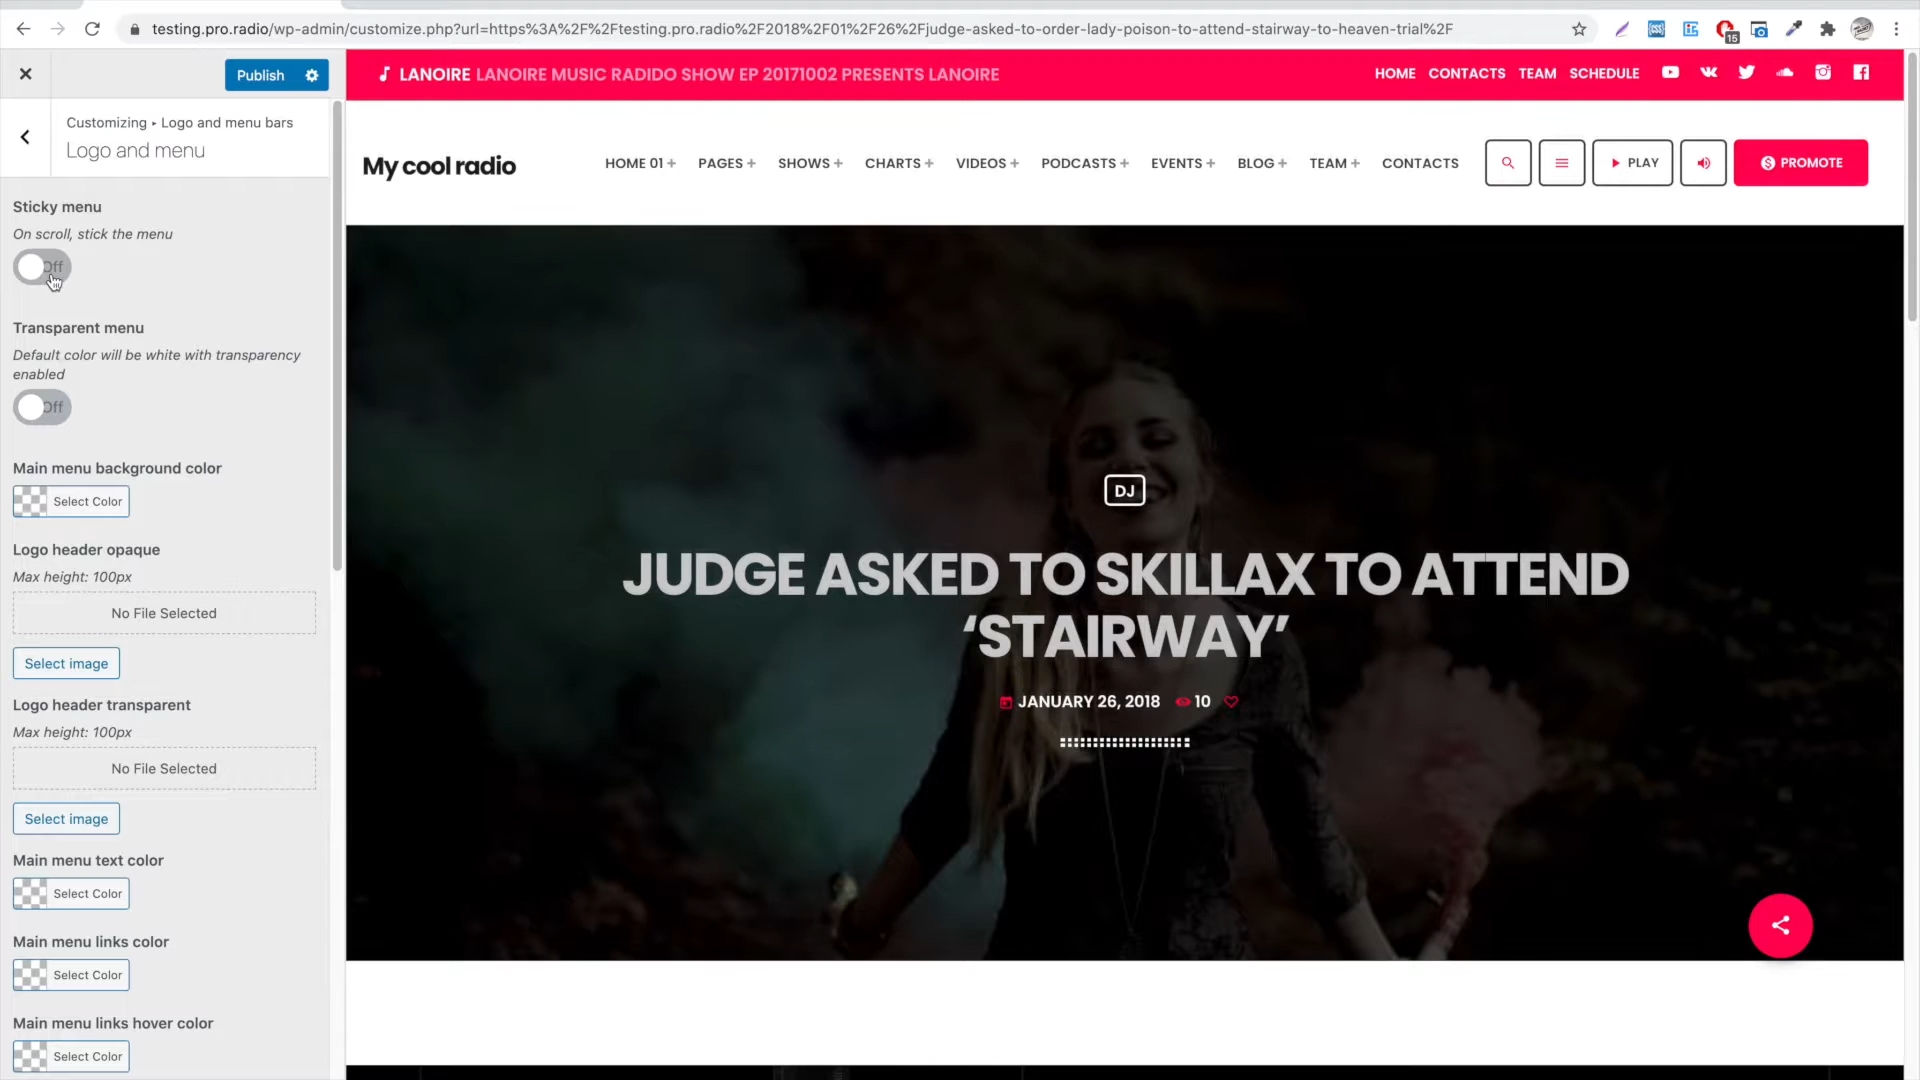 testing.pro.radio/wp-admin/customize.php?url=https%3A%2F%2Ftesting.pro.radio%2F2018%2F01%2F26%2Fjudge-asked-to-order-lady-poison-to-attend-stairway-to-heaven-trial%2F
15
Publish
Customizing ▸ Logo and menu bars
Logo and menu
Sticky menu
On scroll, stick the menu
Off
Transparent menu
Default color will be white with transparency
enabled
Off
Main menu background color
Select Color
Logo header opaque
Max height: 100px
No File Selected
Select image
Logo header transparent
Max height: 100px
No File Selected
Select image
Main menu text color
Select Color
Main menu links color
Select Color
Main menu links hover color
Select Color
LANOIRE LANOIRE MUSIC RADIDO SHOW EP 20171002 PRESENTS LANOIRE
HOME CONTACTS TEAM SCHEDULE
My cool radio
HOME 01+ PAGES+ SHOWS+ CHARTS+ VIDEOS+ PODCASTS+ EVENTS+ BLOG+ TEAM+ CONTACTS PLAY PROMOTE
DJ
JUDGE ASKED TO SKILLAX TO ATTEND
‘STAIRWAY’
JANUARY 26, 2018 10